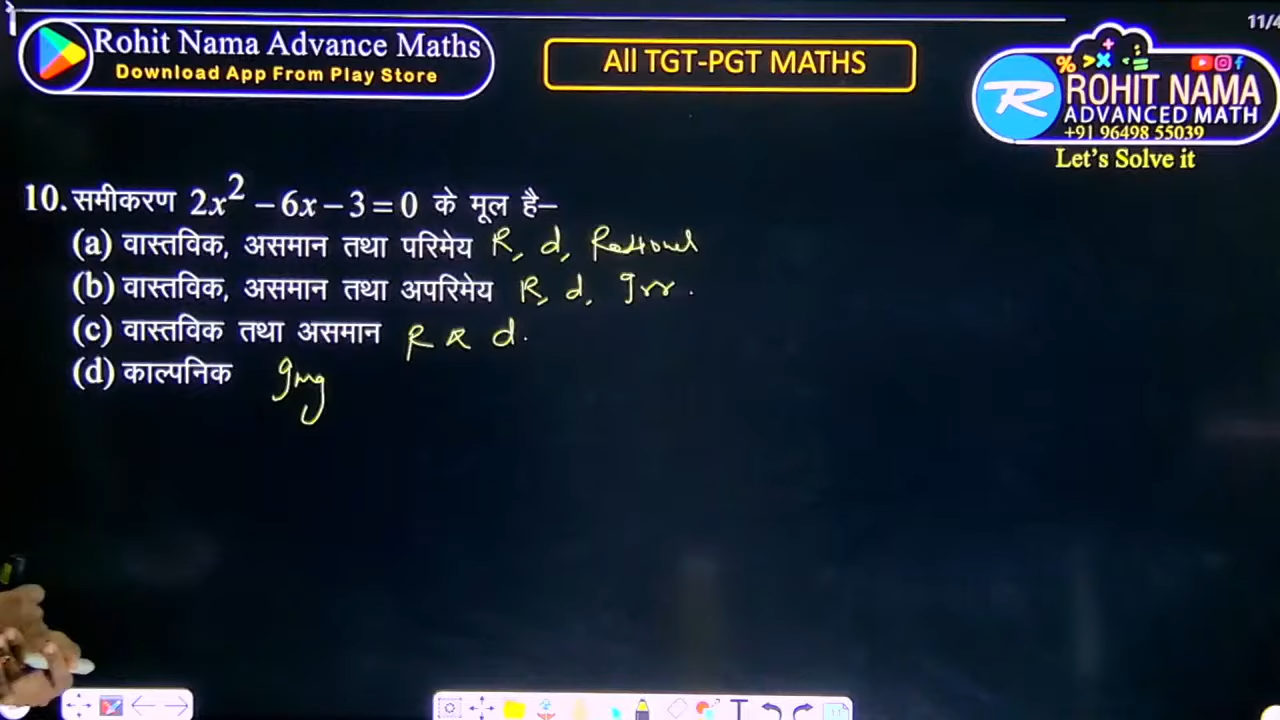 11/4
Rohit Nama Advance Maths
Download App From Play Store
All TGT-PGT MATHS
ROHIT NAMA
ADVANCED MATH
+91 96498 55039
Let's Solve it
10. समीकरण 2x² – 6x – 3 = 0 के मूल है–
(a) वास्तविक, असमान तथा परिमेय R, d, Rational
(b) वास्तविक, असमान तथा अपरिमेय R, d, Irr.
(c) वास्तविक तथा असमान R & d.
(d) काल्पनिक Img